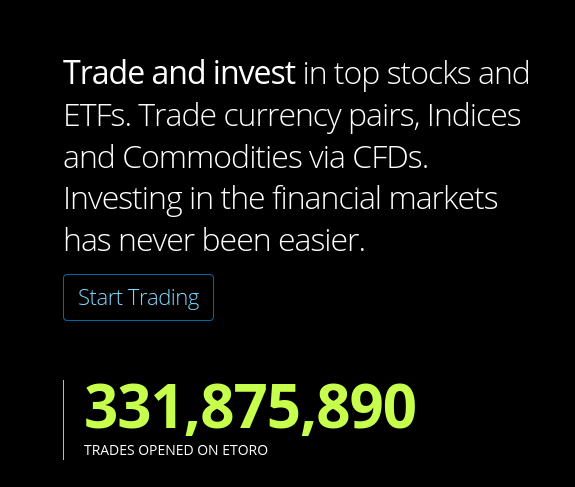 Trade and invest in top stocks and
ETFs. Trade currency pairs, Indices
and Commodities via CFDs.
Investing in the financial markets
has never been easier.
Start Trading
331,875,890
TRADES OPENED ON ETORO